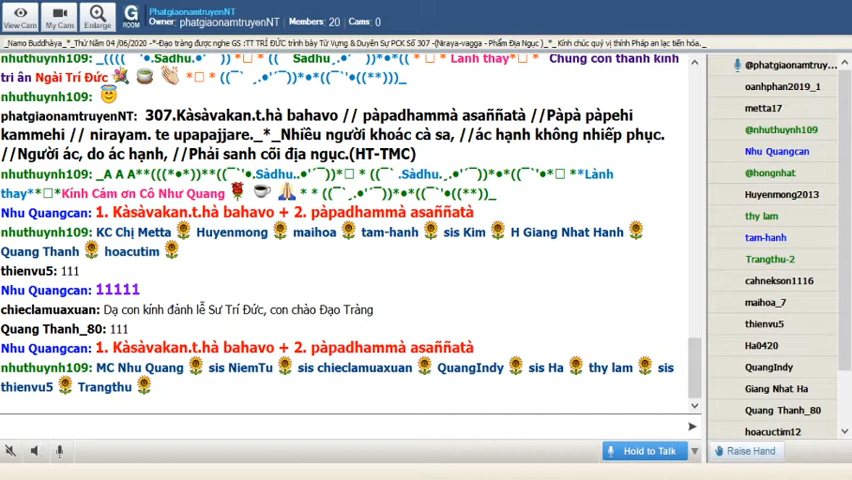 PhatgiaonamtruyenNT
Owner: phatgiaonamtruyenNT Members: 20 Cams: 0
View Cam
My Cam
Enlarge
G
ROOM
_Namo Buddhàya_*_Thứ Năm 04 /06/2020 -*-Đạo tràng được nghe GS :TT TRÍ ĐỨC trình bày Từ Vựng &Duyên Sự PCK Số 307 -(Niraya-vagga - Phẩm Địa Ngục )_*_ Kính chúc quý vị thính Pháp an lạc tiến hóa._
nhuthuynh109: _(((( `'•.Sadhu.•'´ )) *□ (( ¨ Sadhu¸.•'´)) *•*(( □* Lành thay*□* Chung con thanh kính
tri ân Ngài Trí Đức *□ * ((¯`¸.•'´¯)*•*((**)))_
nhuthuynh109:
phatgiaonamtruyenNT: 307.Kàsàvakan.t.hà bahavo // pàpadhammà asaññatà //Pàpà pàpehi
kammehi // nirayam. te upapajjare._*_Nhiều người khoác cà sa, //ác hạnh không nhiếp phục.
//Người ác, do ác hạnh, //Phải sanh cõi địa ngục.(HT-TMC)
nhuthuynh109: _A A A**(((*•*))**((¯`'•.Sàdhu..•'´¯))*□* ((¯`¸ .Sàdhu.¸.•'´¯))*•*((¯`'•*□ **Lành
thay**□*Kính Cám ơn Cô Như Quang * * ((¯`¸.•'´¯))*•*((¯`'•((**))_
Nhu Quangcan: 1. Kàsàvakan.t.hà bahavo + 2. pàpadhammà asaññatà
nhuthuynh109: KC Chị Metta Huyenmong maihoa tam-hanh sis Kim H Giang Nhat Hanh
Quang Thanh hoacutim
thienvu5: 111
Nhu Quangcan: 11111
chieclamuaxuan: Dạ con kính đảnh lễ Sư Trí Đức, con chào Đạo Tràng
Quang Thanh_80: 111
Nhu Quangcan: 1. Kàsàvakan.t.hà bahavo + 2. pàpadhammà asaññatà
nhuthuynh109: MC Nhu Quang sis NiemTu sis chieclamuaxuan QuangIndy sis Ha thy lam sis
thienvu5 Trangthu
Hold to Talk
@phatgiaonamtruy...
oanhphan2019_1
metta17
@nhuthuynh109
Nhu Quangcan
@hongnhat
Huyenmong2013
thy lam
tam-hanh
Trangthu-2
cahnekson1116
maihoa_7
thienvu5
Ha0420
QuangIndy
Giang Nhat Ha
Quang Thanh_80
hoacuctim12
Raise Hand